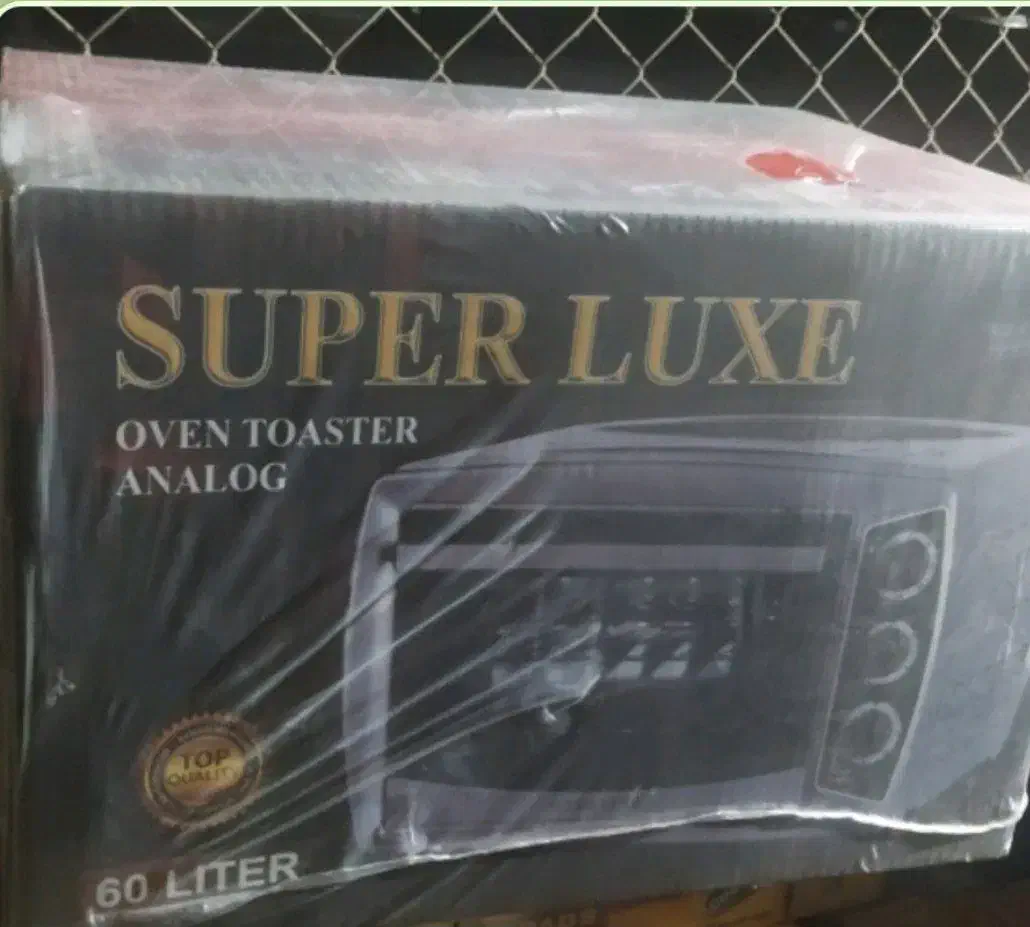 SUPER LUXE
OVEN TOASTER
ANALOG
TOP
QUALITY
60 LITER